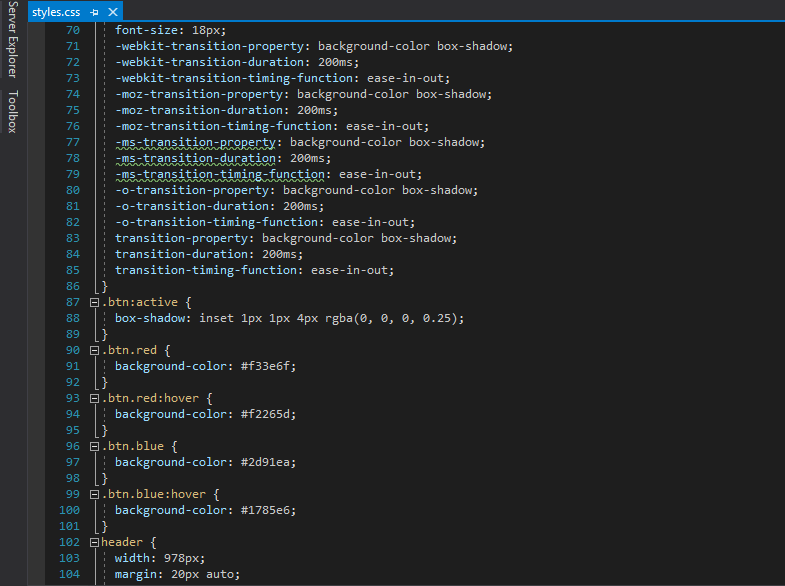 Server Explorer
Toolbox
styles.css
70 font-size: 18px;
71 -webkit-transition-property: background-color box-shadow;
72 -webkit-transition-duration: 200ms;
73 -webkit-transition-timing-function: ease-in-out;
74 -moz-transition-property: background-color box-shadow;
75 -moz-transition-duration: 200ms;
76 -moz-transition-timing-function: ease-in-out;
77 -ms-transition-property: background-color box-shadow;
78 -ms-transition-duration: 200ms;
79 -ms-transition-timing-function: ease-in-out;
80 -o-transition-property: background-color box-shadow;
81 -o-transition-duration: 200ms;
82 -o-transition-timing-function: ease-in-out;
83 transition-property: background-color box-shadow;
84 transition-duration: 200ms;
85 transition-timing-function: ease-in-out;
86 }
87 .btn:active {
88 box-shadow: inset 1px 1px 4px rgba(0, 0, 0, 0.25);
89 }
90 .btn.red {
91 background-color: #f33e6f;
92 }
93 .btn.red:hover {
94 background-color: #f2265d;
95 }
96 .btn.blue {
97 background-color: #2d91ea;
98 }
99 .btn.blue:hover {
100 background-color: #1785e6;
101 }
102 header {
103 width: 978px;
104 margin: 20px auto;